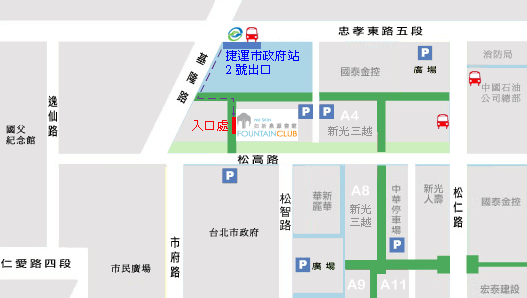 忠孝東路五段
基隆路
捷運市政府站
2 號出口
國泰金控
廣場
消防局
中國石油
公司總部
逸仙路
國父
紀念館
入口處
NU SKIN
FOUNTAINCLUB
A4
新光三越
松高路
松智路
台北市政府
華新
麗華
A8
新光三越
中華停車場
新光
人壽
松仁路
國泰金控
仁愛路四段
市民廣場
市府路
廣場
A9
A11
宏泰建設